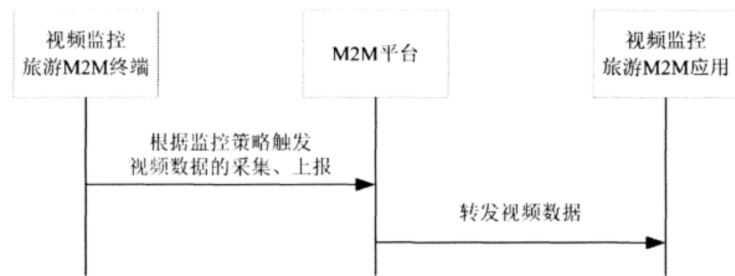 视频监控
旅游M2M终端
M2M平台
视频监控
旅游M2M应用
根据监控策略触发
视频数据的采集、上报
转发视频数据